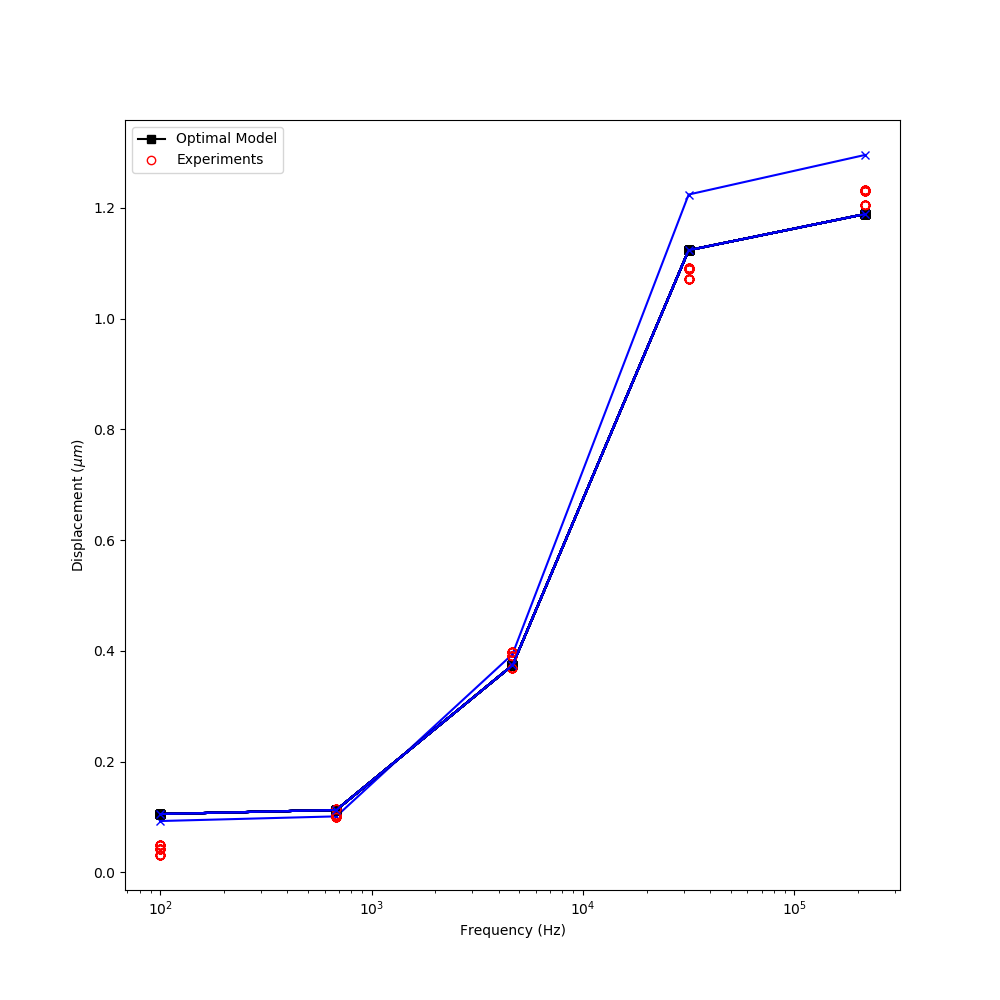 Optimal Model
Experiments
1.2
1.0
0.8
0.6
0.4
0.2
0.0
Displacement (μm)
10²
10³
10⁴
10⁵
Frequency (Hz)